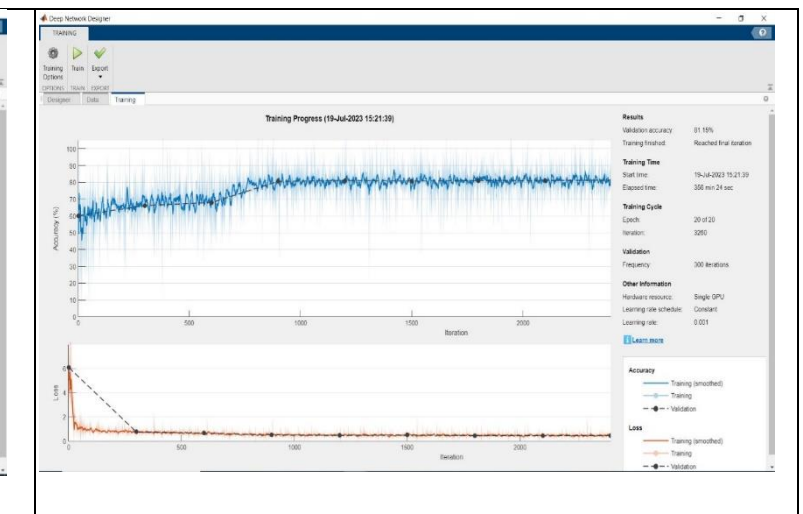 Deep Network Designer
TRAINING
Training Options
Train
Export
OPTIONS TRAIN EXPORT
Designer Data Training
Training Progress (19-Jul-2023 15:21:39)
100
90
80
70
60
50
40
30
20
10
0
Accuracy (%)
0 500 1000 1500 2000
Iteration
6
4
2
0
Loss
0 500 1000 1500 2000
Iteration
Results
Validation accuracy: 81.15%
Training finished: Reached final iteration
Training Time
Start time: 19-Jul-2023 15:21:39
Elapsed time: 356 min 24 sec
Training Cycle
Epoch: 20 of 20
Iteration: 3260
Validation
Frequency: 300 iterations
Other Information
Hardware resource: Single GPU
Learning rate schedule: Constant
Learning rate: 0.001
Learn more
Accuracy
Training (smoothed)
Training
Validation
Loss
Training (smoothed)
Training
Validation